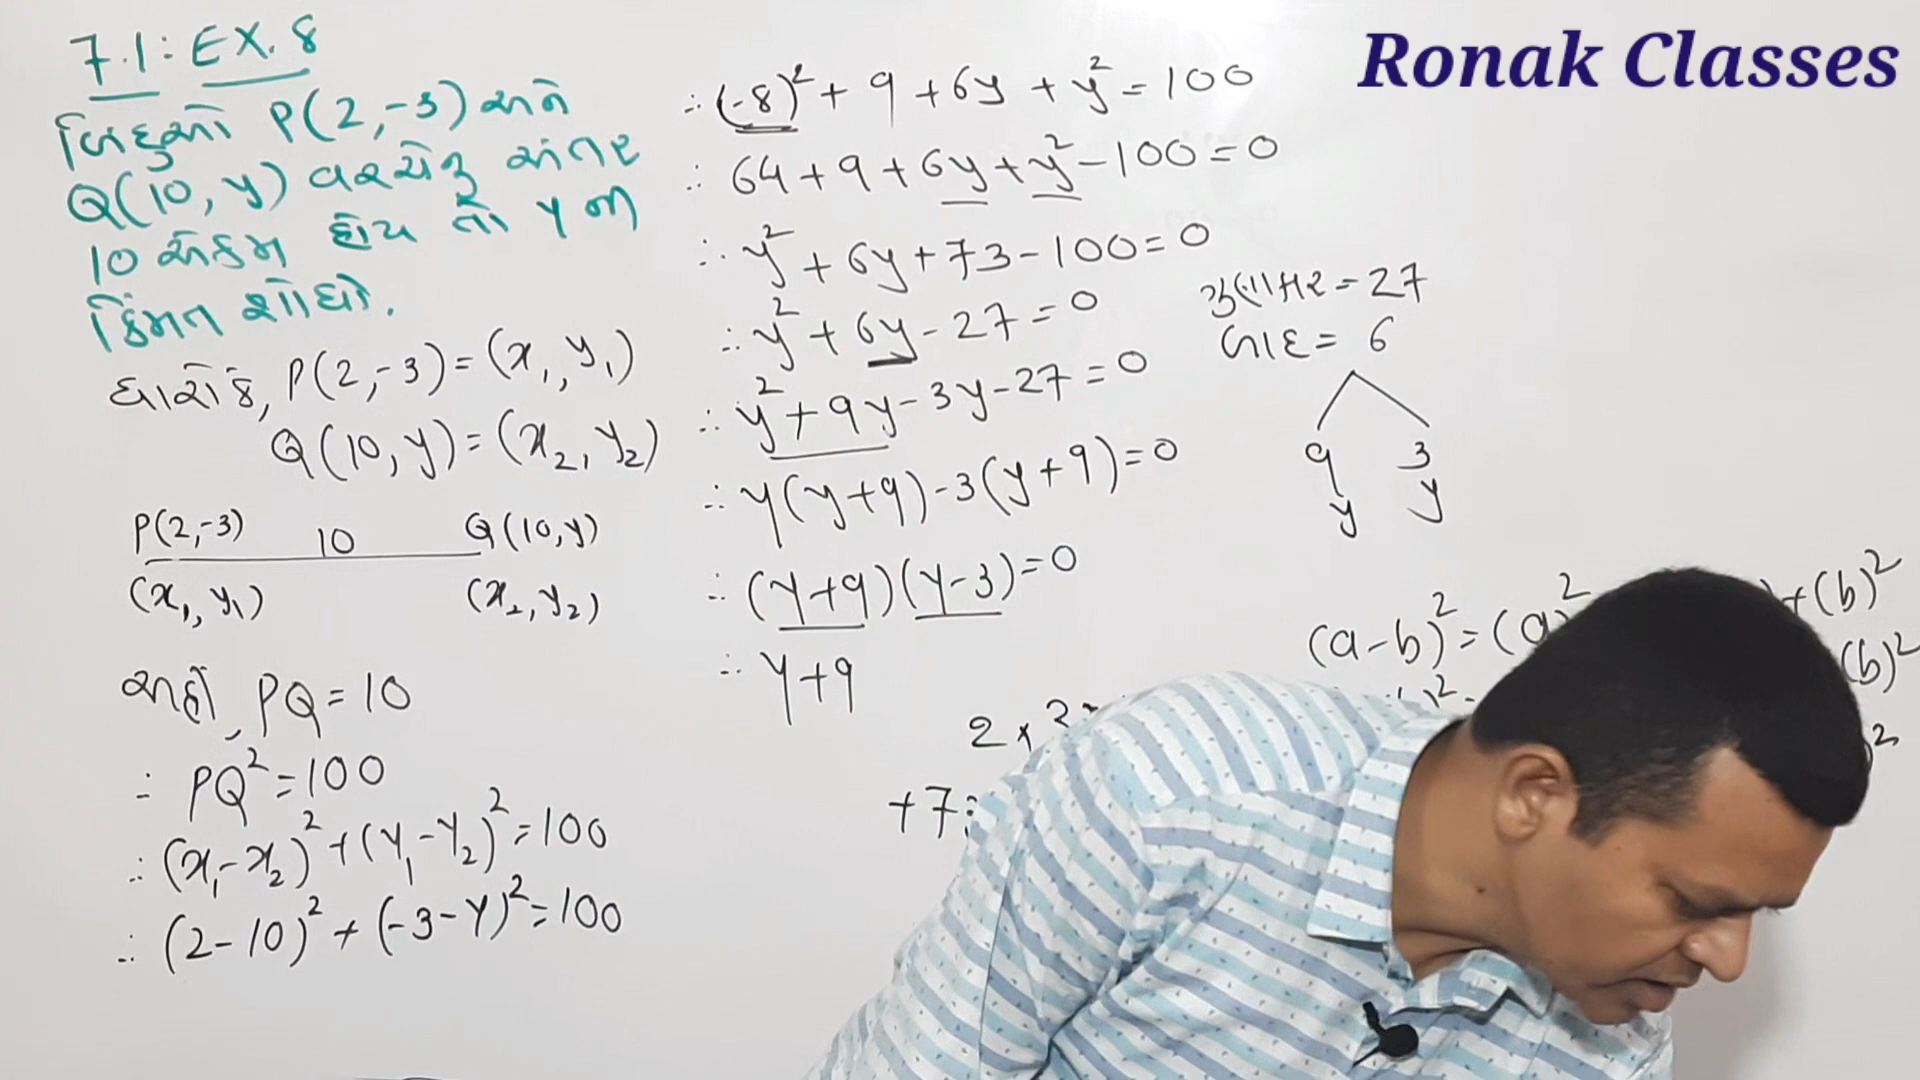 Ronak Classes
7.1: EX. 8
બિંદુઓ P(2,-3) અને
Q(10, y) વચ્ચેનું અંતર
10 એકમ હોય તો y ની
કિંમત શોધો.
ધારોકે, P(2,-3)=(x₁, y₁)
Q(10,y)=(x₂, y₂)
P(2,-3) 10 Q(10,y)
(x₁, y₁) (x₂, y₂)
અહીં, PQ = 10
∴ PQ² = 100
∴ (x₁-x₂)² + (y₁-y₂)² = 100
∴ (2-10)² + (-3-y)² = 100
∴ (-8)² + 9 + 6y + y² = 100
∴ 64 + 9 + 6y + y² - 100 = 0
∴ y² + 6y + 73 - 100 = 0
∴ y² + 6y - 27 = 0
∴ y² + 9y - 3y - 27 = 0
∴ y(y+9) - 3(y+9) = 0
∴ (y+9)(y-3) = 0
∴ y+9
ગુણાકાર = 27
બાદ = 6
9 3
y y
(a-b)² = (a)² + (b)²
(b)²
2 ×
+7